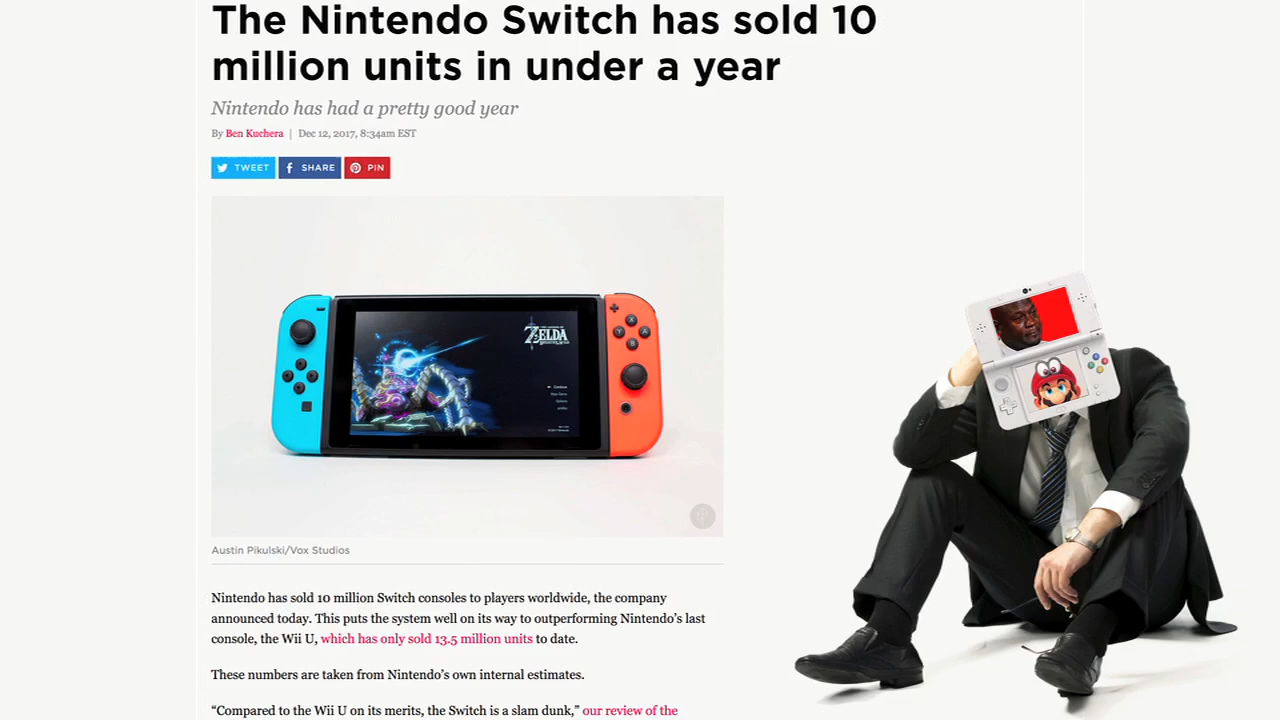 The Nintendo Switch has sold 10
million units in under a year
Nintendo has had a pretty good year
By Ben Kuchera | Dec 12, 2017, 8:34am EST
TWEET
SHARE
PIN
ZELDA
Continue
X
Y
A
B
Austin Pikulski/Vox Studios
Nintendo has sold 10 million Switch consoles to players worldwide, the company
announced today. This puts the system well on its way to outperforming Nintendo's last
console, the Wii U, which has only sold 13.5 million units to date.
These numbers are taken from Nintendo's own internal estimates.
“Compared to the Wii U on its merits, the Switch is a slam dunk,” our review of the